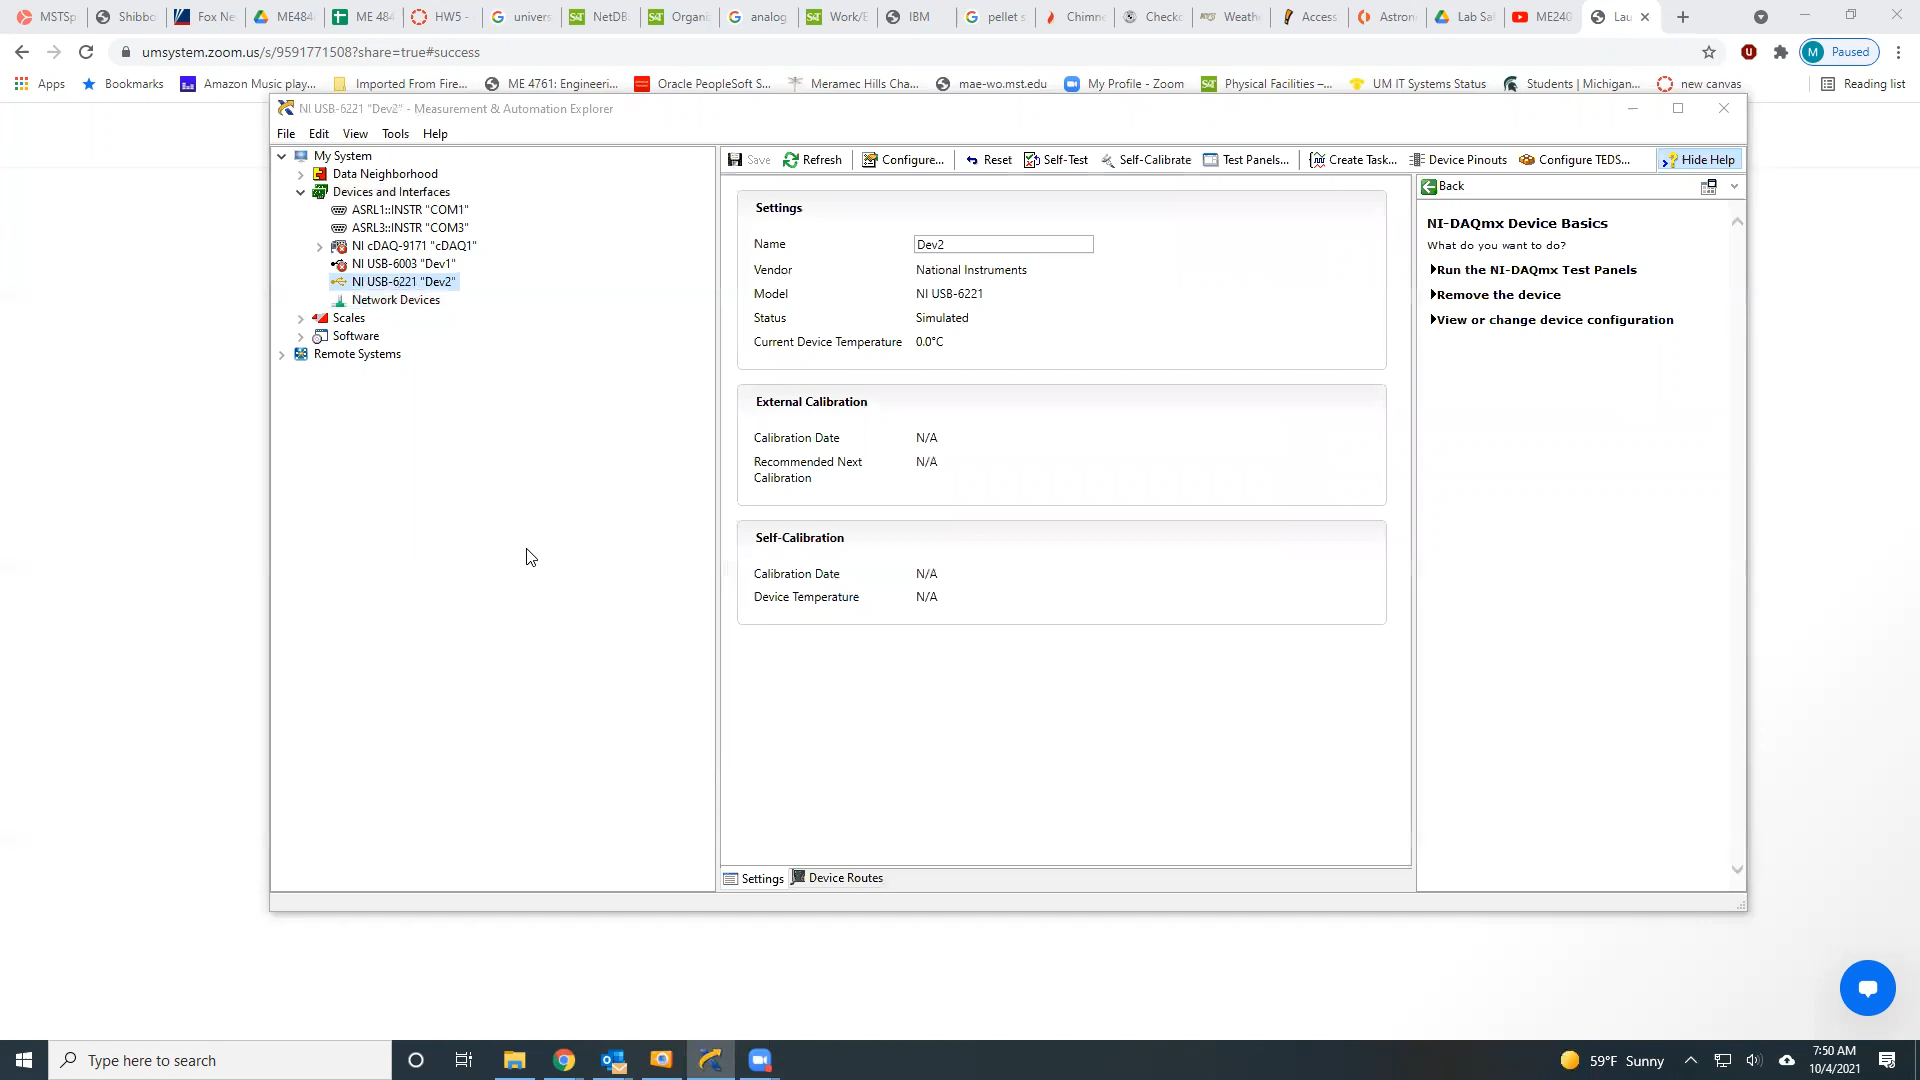 MSTSp
Shibbo
Fox Ne
ME484
ME 484
HW5 -
univers
NetDB
Organi
analog
Work/E
IBM
pellet s
Chimn
Checkc
Weathe
Access
Astron
Lab Sai
ME240
Lau
umsystem.zoom.us/s/95917715 08?share=true#success
M Paused
Apps
Bookmarks
Amazon Music play...
Imported From Fire...
ME 4761: Engineeri...
Oracle PeopleSoft S...
Meramec Hills Cha...
mae-wo.mst.edu
My Profile - Zoom
Physical Facilities –...
UM IT Systems Status
Students | Michigan...
new canvas
Reading list
NI USB-6221 "Dev2" - Measurement & Automation Explorer
File Edit View Tools Help
My System
Data Neighborhood
Devices and Interfaces
ASRL1::INSTR "COM1"
ASRL3::INSTR "COM3"
NI cDAQ-9171 "cDAQ1"
NI USB-6003 "Dev1"
NI USB-6221 "Dev2"
Network Devices
Scales
Software
Remote Systems
Save Refresh Configure... Reset Self-Test Self-Calibrate Test Panels... Create Task... Device Pinouts Configure TEDS... Hide Help
Settings
Name Dev2
Vendor National Instruments
Model NI USB-6221
Status Simulated
Current Device Temperature 0.0°C
External Calibration
Calibration Date N/A
Recommended Next N/A
Calibration
Self-Calibration
Calibration Date N/A
Device Temperature N/A
Settings Device Routes
Back
NI-DAQmx Device Basics
What do you want to do?
Run the NI-DAQmx Test Panels
Remove the device
View or change device configuration
Type here to search
59°F Sunny
7:50 AM
10/4/2021